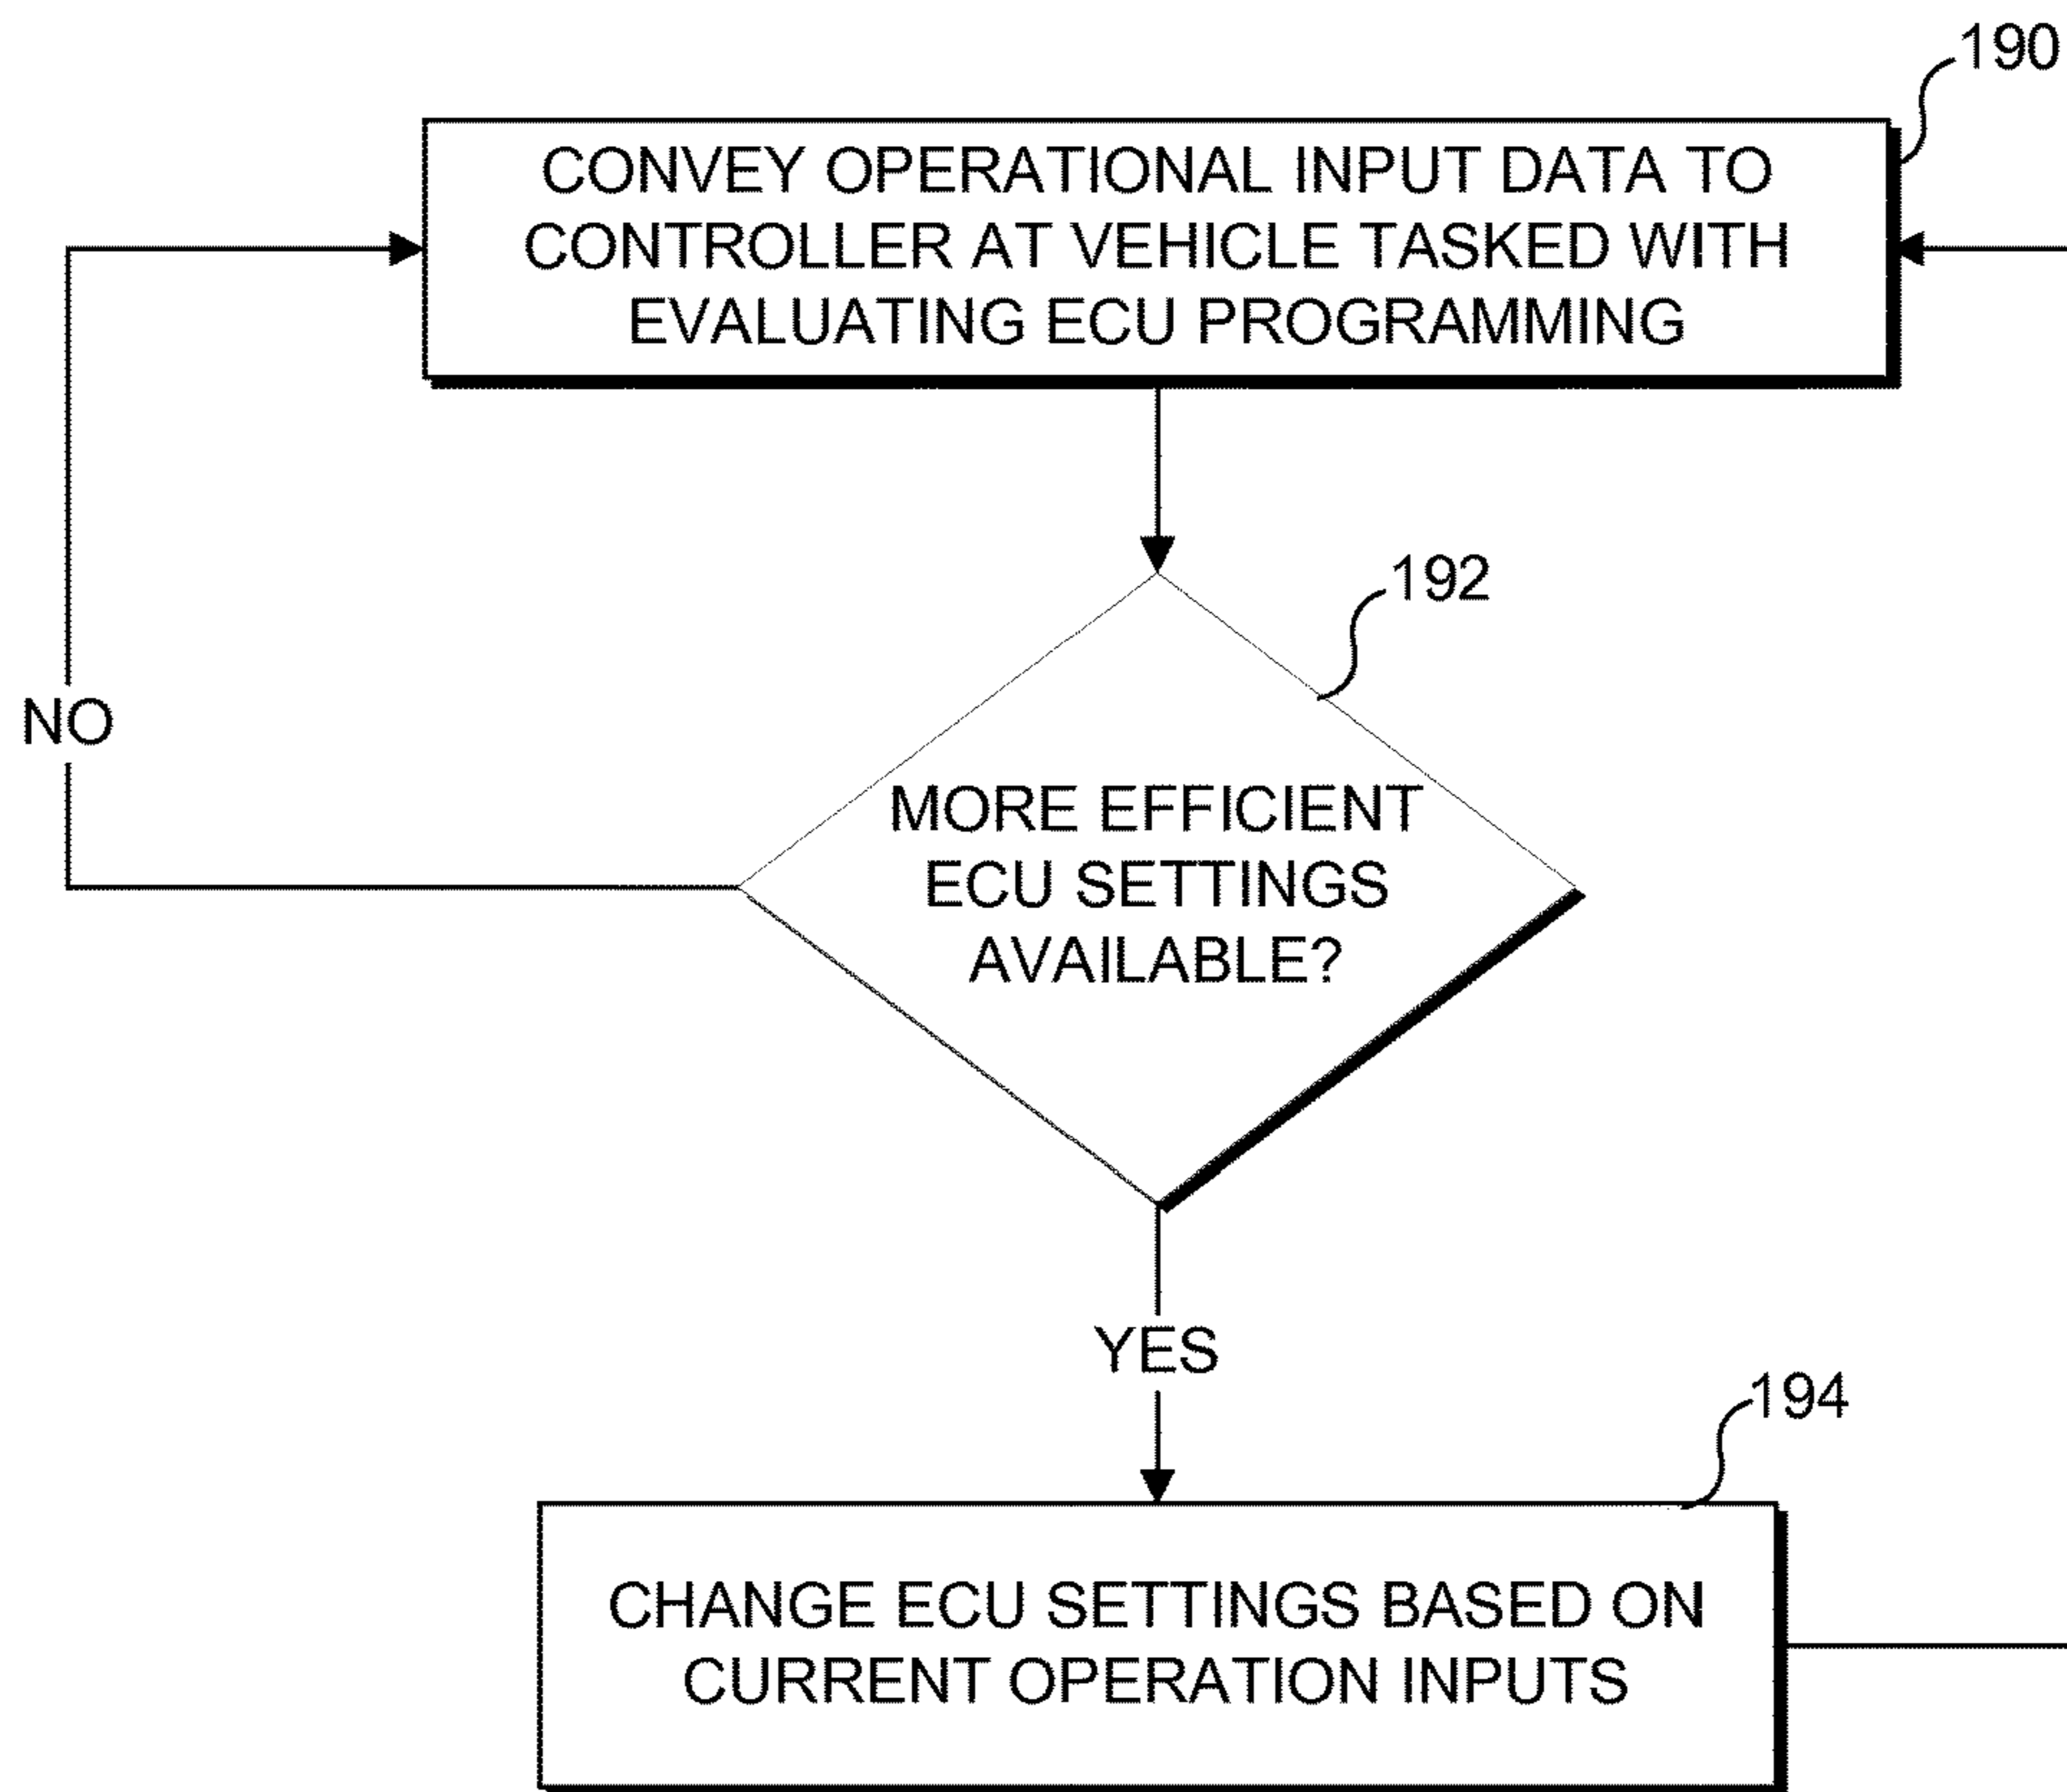 190
CONVEY OPERATIONAL INPUT DATA TO
CONTROLLER AT VEHICLE TASKED WITH
EVALUATING ECU PROGRAMMING
192
NO
MORE EFFICIENT
ECU SETTINGS
AVAILABLE?
YES
194
CHANGE ECU SETTINGS BASED ON
CURRENT OPERATION INPUTS